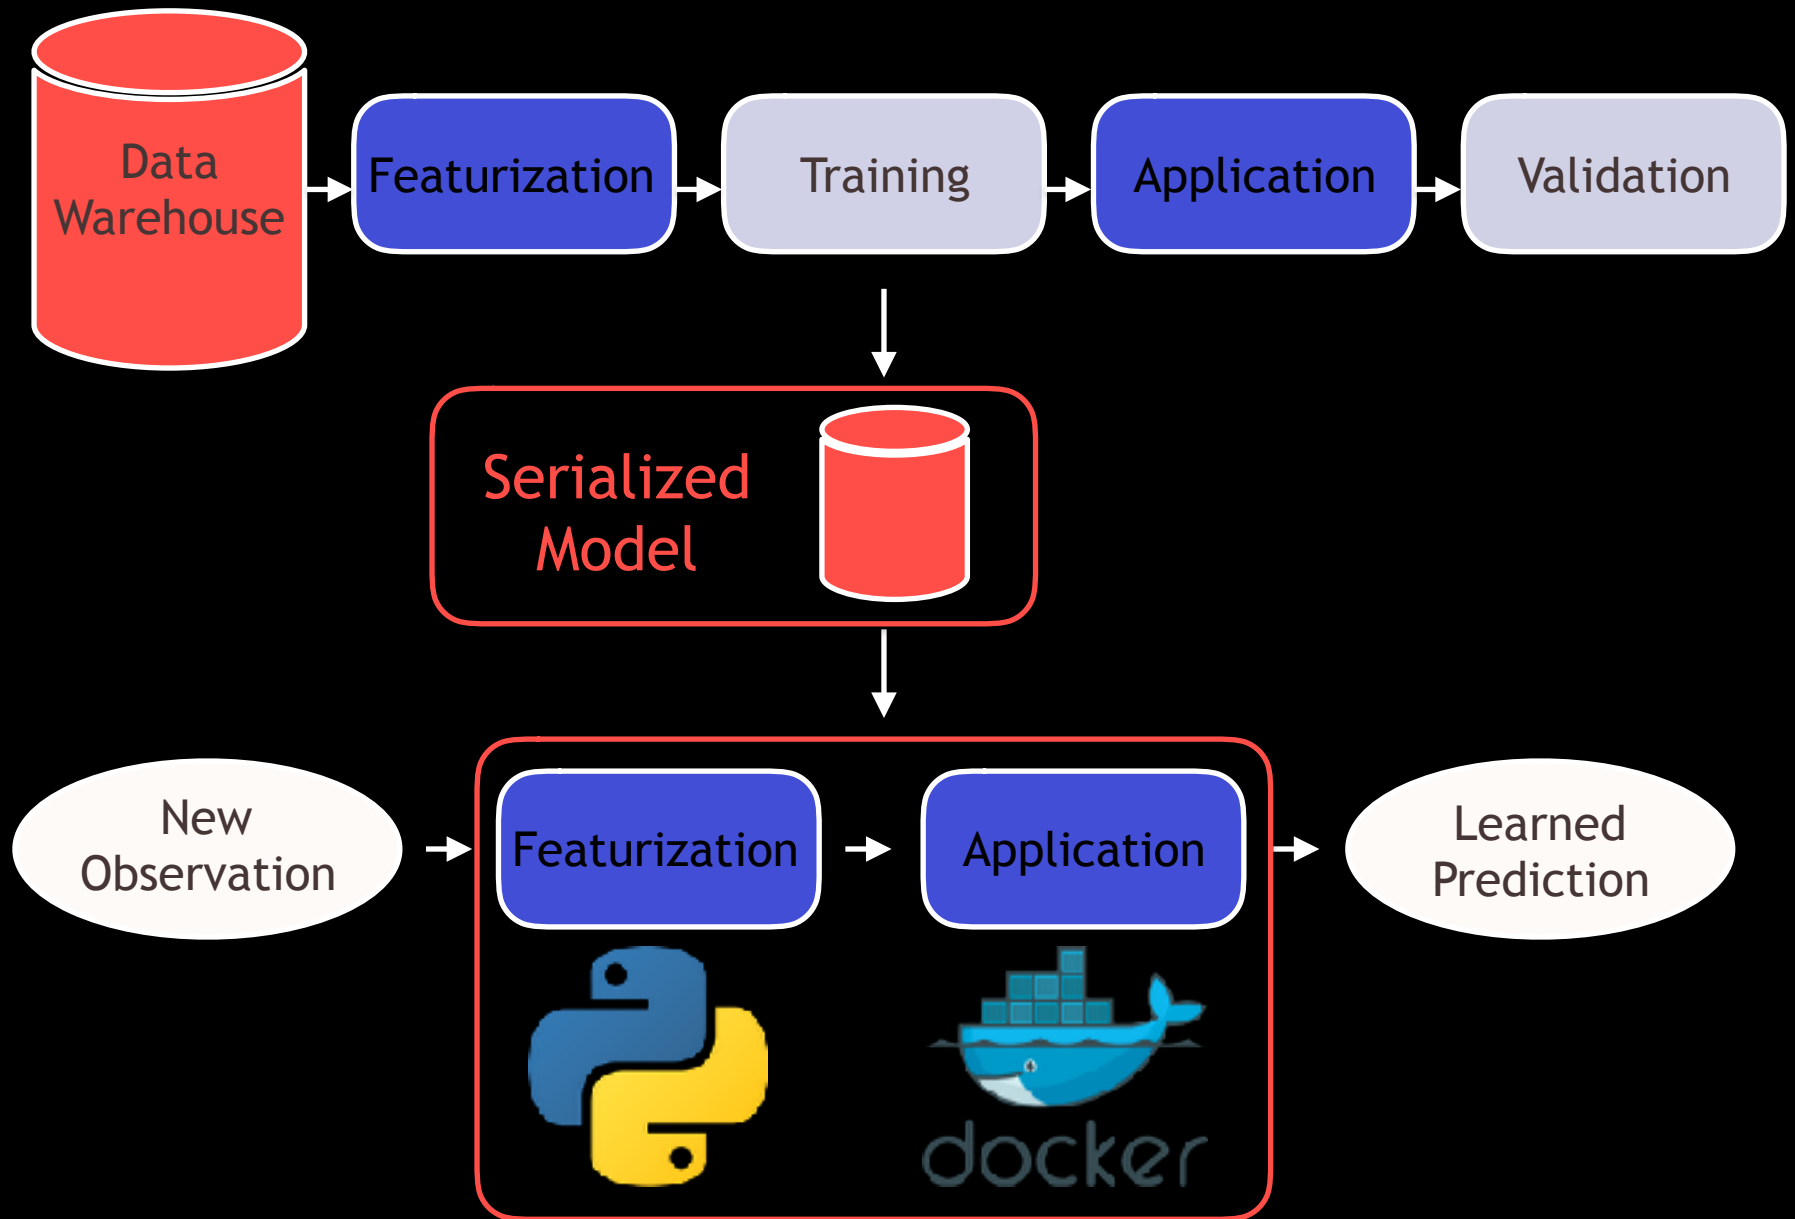 Data
Warehouse
Featurization
Training
Application
Validation
Serialized
Model
New
Observation
Featurization
Application
Learned
Prediction
docker